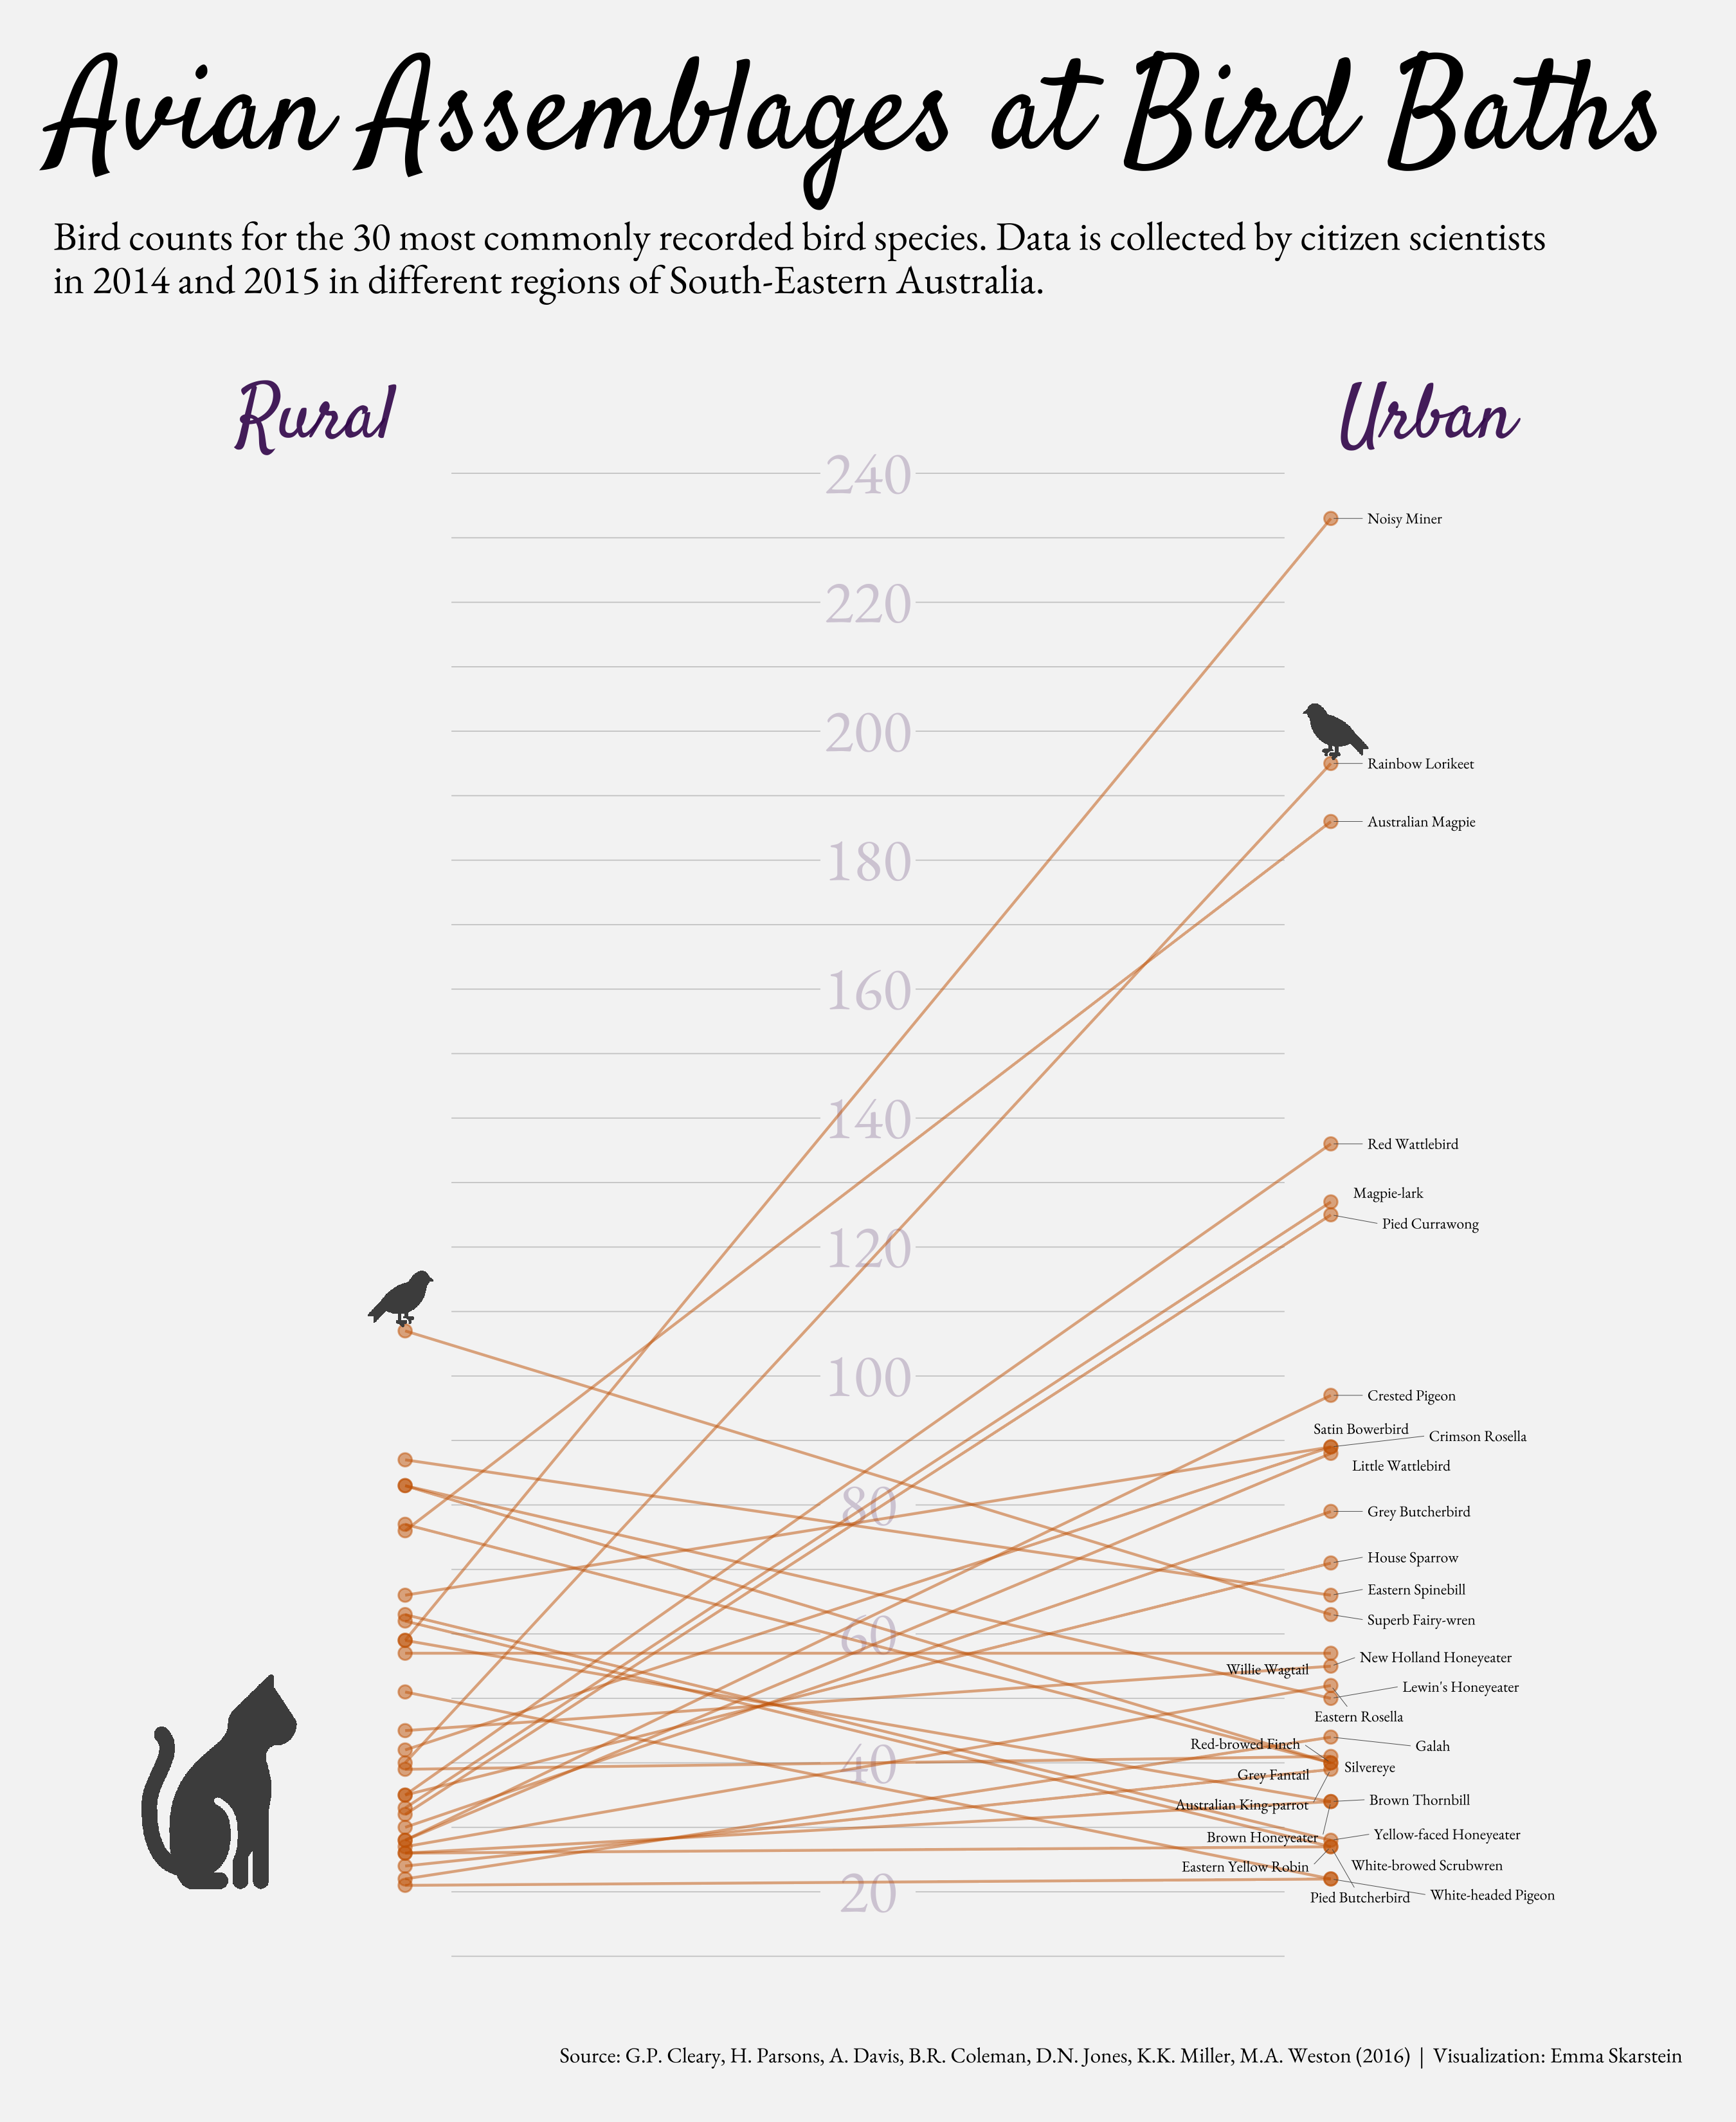 Avian Assemblages at Bird Baths
Bird counts for the 30 most commonly recorded bird species. Data is collected by citizen scientists
in 2014 and 2015 in different regions of South-Eastern Australia.
Rural
Urban
240
Noisy Miner
220
200
Rainbow Lorikeet
Australian Magpie
180
160
140
Red Wattlebird
Magpie-lark
Pied Currawong
120
100
Crested Pigeon
Satin Bowerbird
Crimson Rosella
Little Wattlebird
80
Grey Butcherbird
House Sparrow
Eastern Spinebill
Superb Fairy-wren
60
New Holland Honeyeater
Willie Wagtail
Lewin's Honeyeater
Eastern Rosella
Red-browed Finch
Galah
40
Silvereye
Grey Fantail
Brown Thornbill
Australian King-parrot
Yellow-faced Honeyeater
Brown Honeyeater
White-browed Scrubwren
Eastern Yellow Robin
20
White-headed Pigeon
Pied Butcherbird
Source: G.P. Cleary, H. Parsons, A. Davis, B.R. Coleman, D.N. Jones, K.K. Miller, M.A. Weston (2016) | Visualization: Emma Skarstein